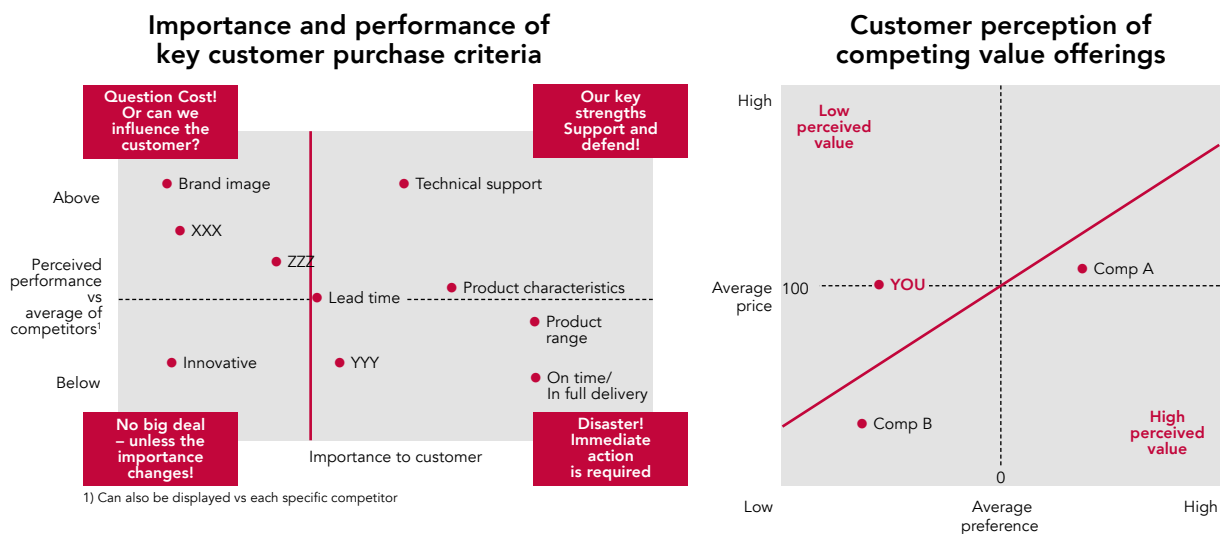 Importance and performance of
key customer purchase criteria
Question Cost!
Or can we
influence the
customer?
Our key
strengths
Support and
defend!
Above
Perceived
performance
vs
average of
competitors1
Below
Brand image
Technical support
XXX
ZZZ
Product characteristics
Lead time
Product
range
Innovative
YYY
On time/
In full delivery
No big deal
– unless the
importance
changes!
Importance to customer
Disaster!
Immediate
action
is required
1) Can also be displayed vs each specific competitor
Customer perception of
competing value offerings
High
Low
perceived
value
Comp A
Average
price
100
YOU
Comp B
High
perceived
value
0
Low
Average
preference
High